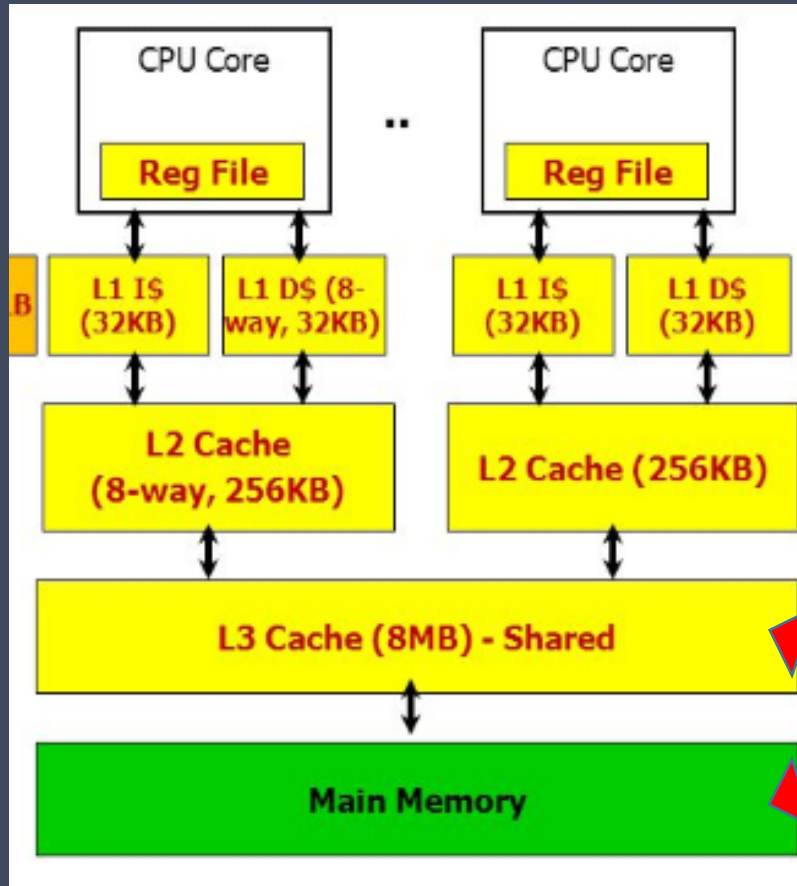 CPU Core
CPU Core
..
Reg File
Reg File
L1 I$
(32KB)
L1 D$ (8-
way, 32KB)
L1 I$
(32KB)
L1 D$
(32KB)
L2 Cache
(8-way, 256KB)
L2 Cache (256KB)
L3 Cache (8MB) - Shared
Main Memory